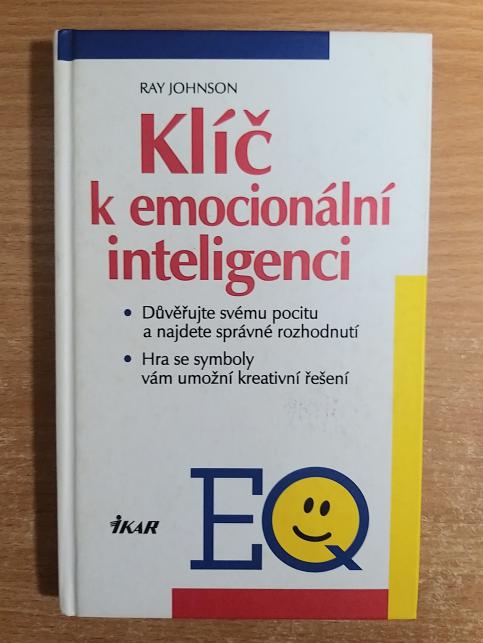 RAY JOHNSON
Klíč
k emocionální
inteligenci
• Důvěřujte svému pocitu
a najdete správné rozhodnutí
• Hra se symboly
vám umožní kreativní řešení
EQ
IKAR